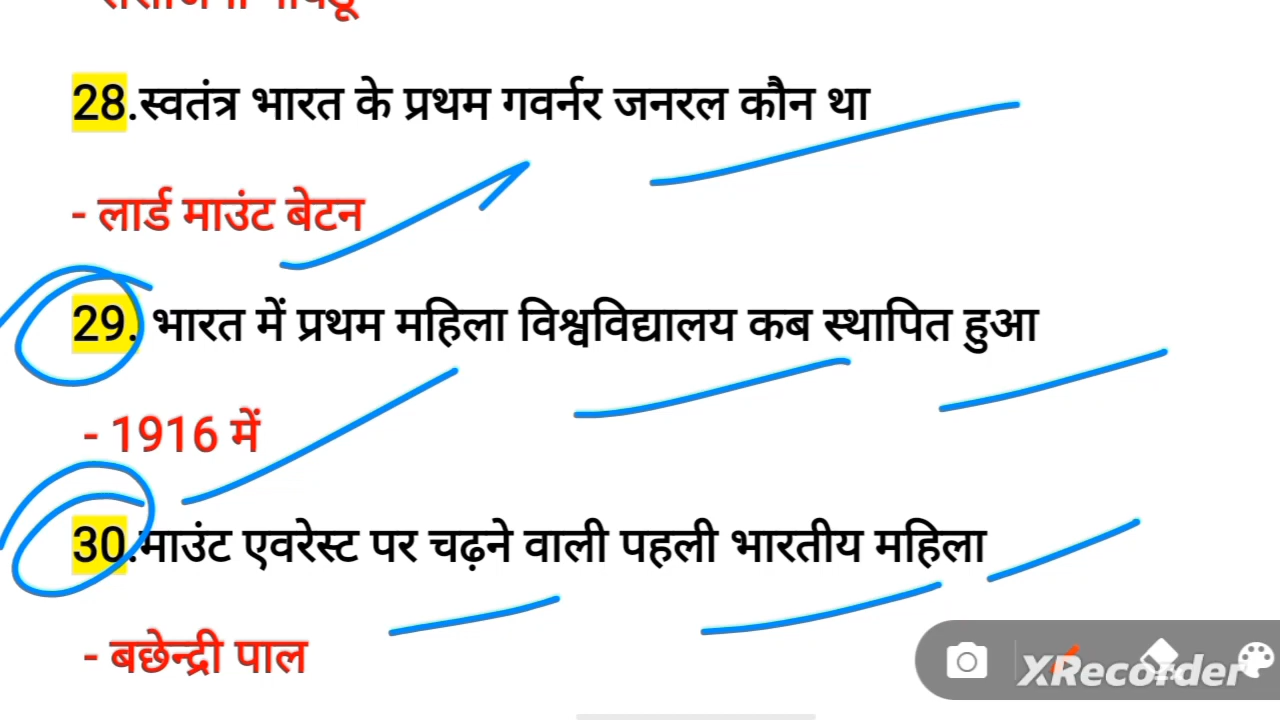 28.स्वतंत्र भारत के प्रथम गवर्नर जनरल कौन था
- लार्ड माउंट बेटन
29. भारत में प्रथम महिला विश्वविद्यालय कब स्थापित हुआ
- 1916 में
30.माउंट एवरेस्ट पर चढ़ने वाली पहली भारतीय महिला
- बछेन्द्री पाल
XRecorder